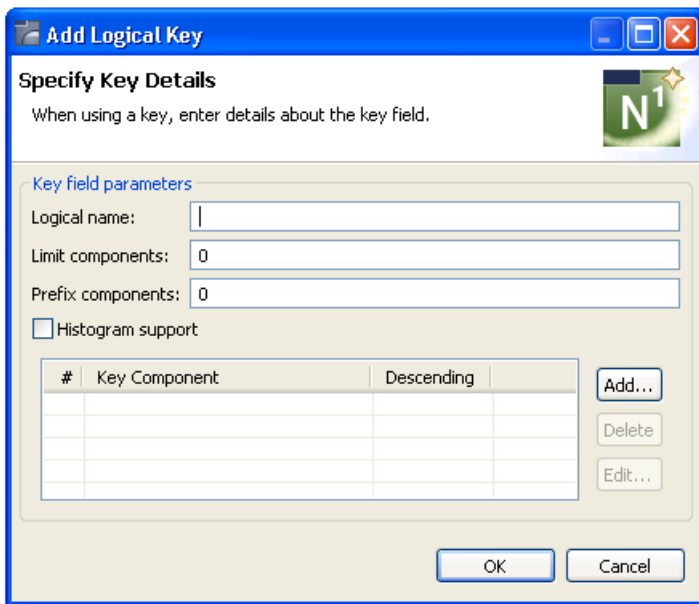 Add Logical Key
Specify Key Details
When using a key, enter details about the key field.
N1
Key field parameters
Logical name:
Limit components: 0
Prefix components: 0
Histogram support
# Key Component Descending
Add...
Delete
Edit...
OK Cancel